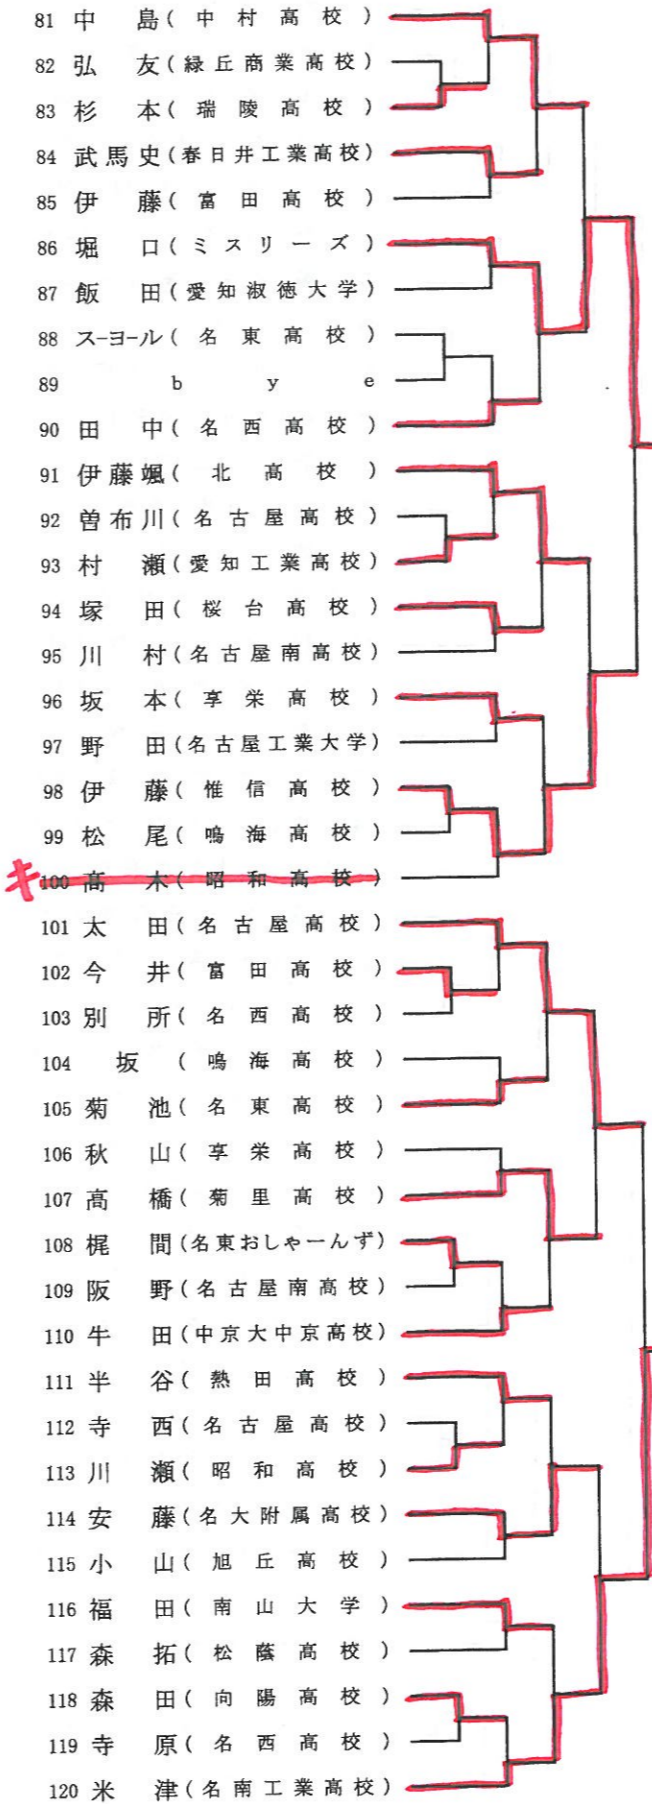 81 中島(中村高校)
82 弘友(緑丘商業高校)
83 杉本(瑞陵高校)
84 武馬史(春日井工業高校)
85 伊藤(富田高校)
86 堀口(ミスリーズ)
87 飯田(愛知淑徳大学)
88 スーヨール(名東高校)
89 bye
90 田中(名西高校)
91 伊藤颯(北高校)
92 曽布川(名古屋高校)
93 村瀬(愛知工業高校)
94 塚田(桜台高校)
95 川村(名古屋南高校)
96 坂本(享栄高校)
97 野田(名古屋工業大学)
98 伊藤(惟信高校)
99 松尾(鳴海高校)
キ 100 髙木(昭和高校)
101 太田(名古屋高校)
102 今井(富田高校)
103 別所(名西高校)
104 坂(鳴海高校)
105 菊池(名東高校)
106 秋山(享栄高校)
107 高橋(菊里高校)
108 梶間(名東おしゃーんず)
109 阪野(名古屋南高校)
110 牛田(中京大中京高校)
111 半谷(熱田高校)
112 寺西(名古屋高校)
113 川瀬(昭和高校)
114 安藤(名大附属高校)
115 小山(旭丘高校)
116 福田(南山大学)
117 森拓(松蔭高校)
118 森田(向陽高校)
119 寺原(名西高校)
120 米津(名南工業高校)